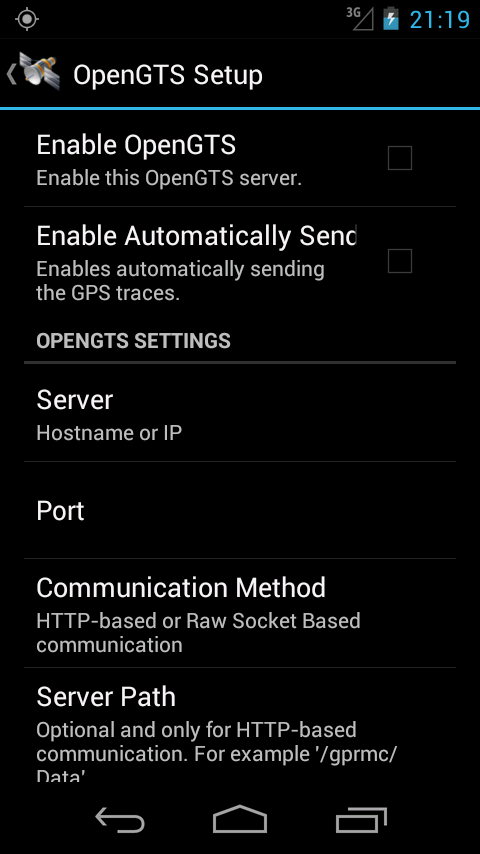 3G
21:19
OpenGTS Setup
Enable OpenGTS
Enable this OpenGTS server.
Enable Automatically Send
Enables automatically sending
the GPS traces.
OPENGTS SETTINGS
Server
Hostname or IP
Port
Communication Method
HTTP-based or Raw Socket Based
communication
Server Path
Optional and only for HTTP-based
communication. For example '/gprmc/
Data'